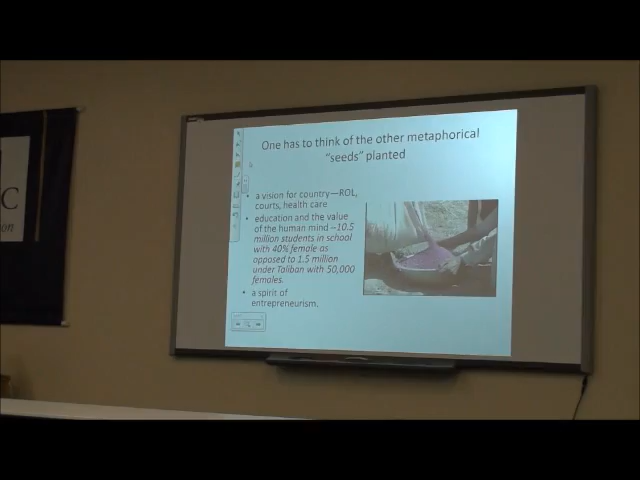 One has to think of the other metaphorical
"seeds" planted
• a vision for country—ROL,
courts, health care
• education and the value
of the human mind –10.5
million students in school
with 40% female as
opposed to 1.5 million
under Taliban with 50,000
females.
• a spirit of
entrepreneurism,
C
on